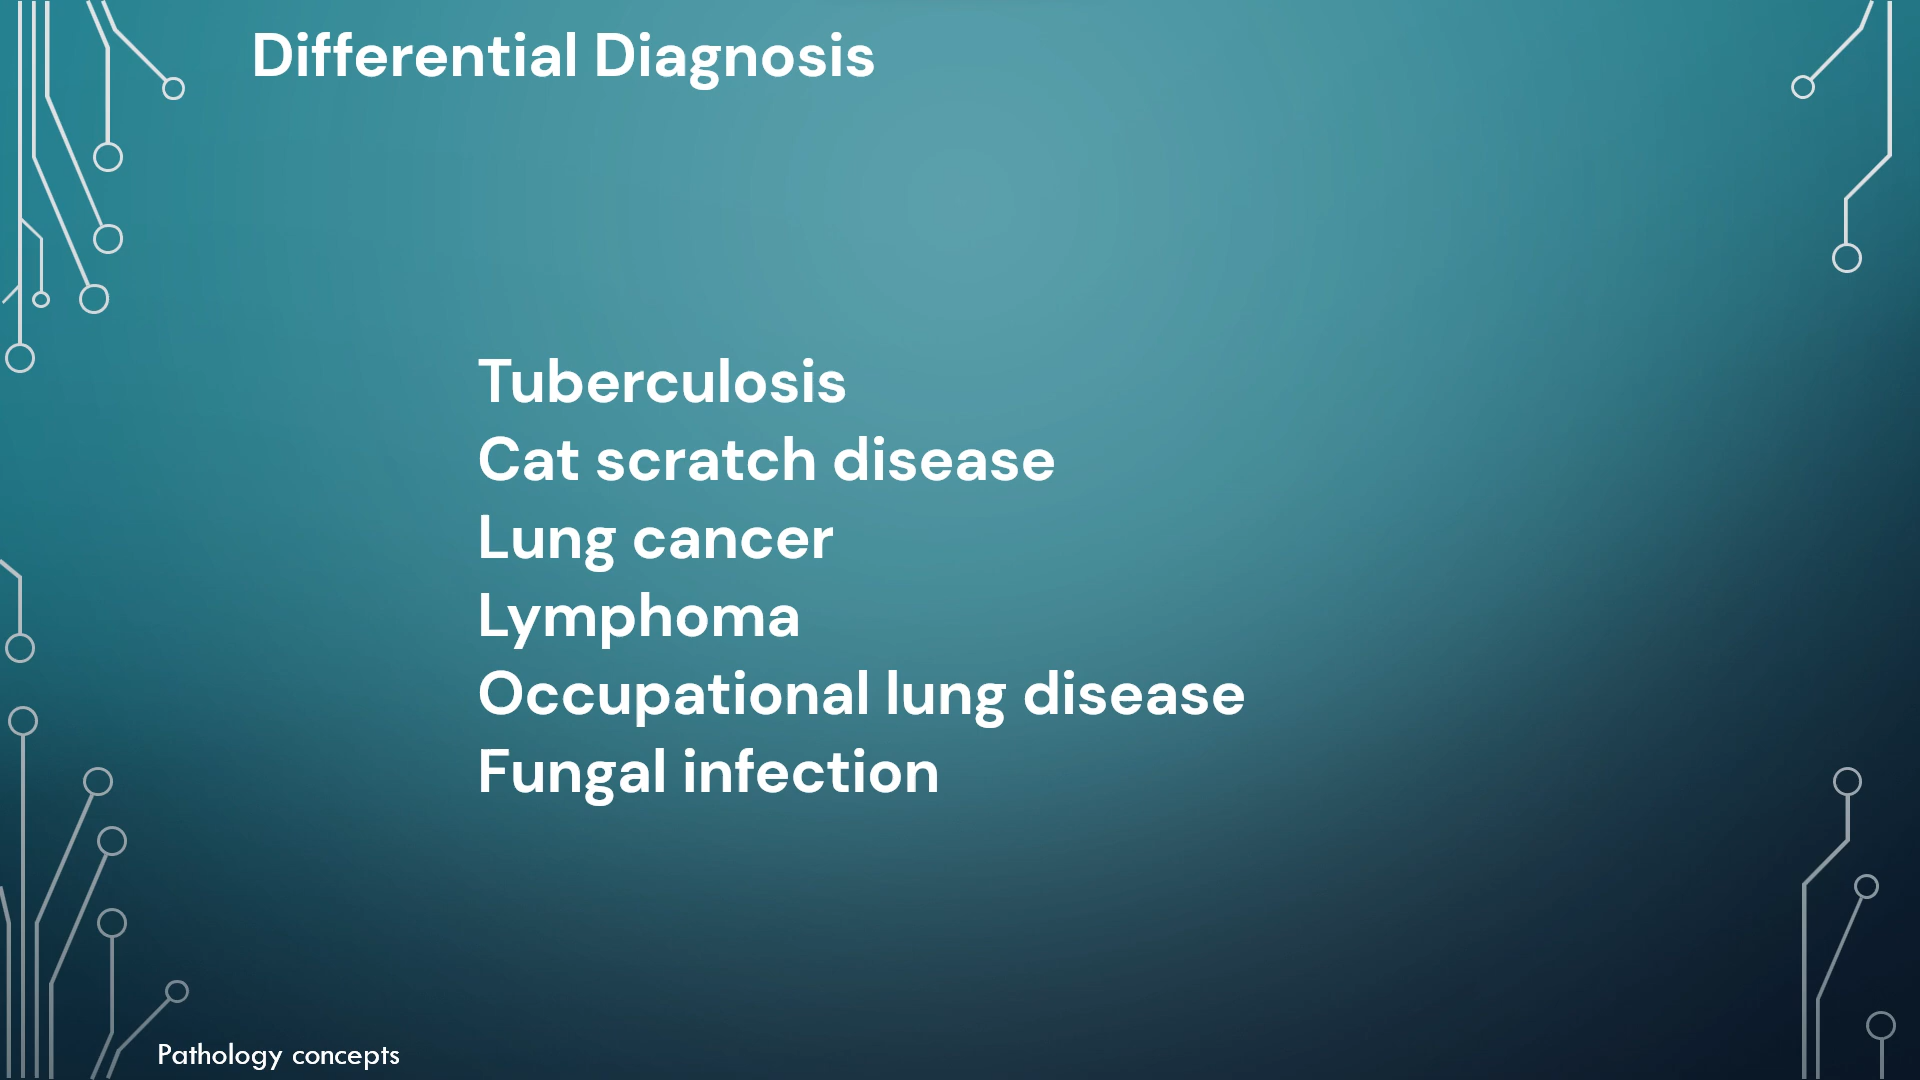 Differential Diagnosis
Tuberculosis
Cat scratch disease
Lung cancer
Lymphoma
Occupational lung disease
Fungal infection
Pathology concepts